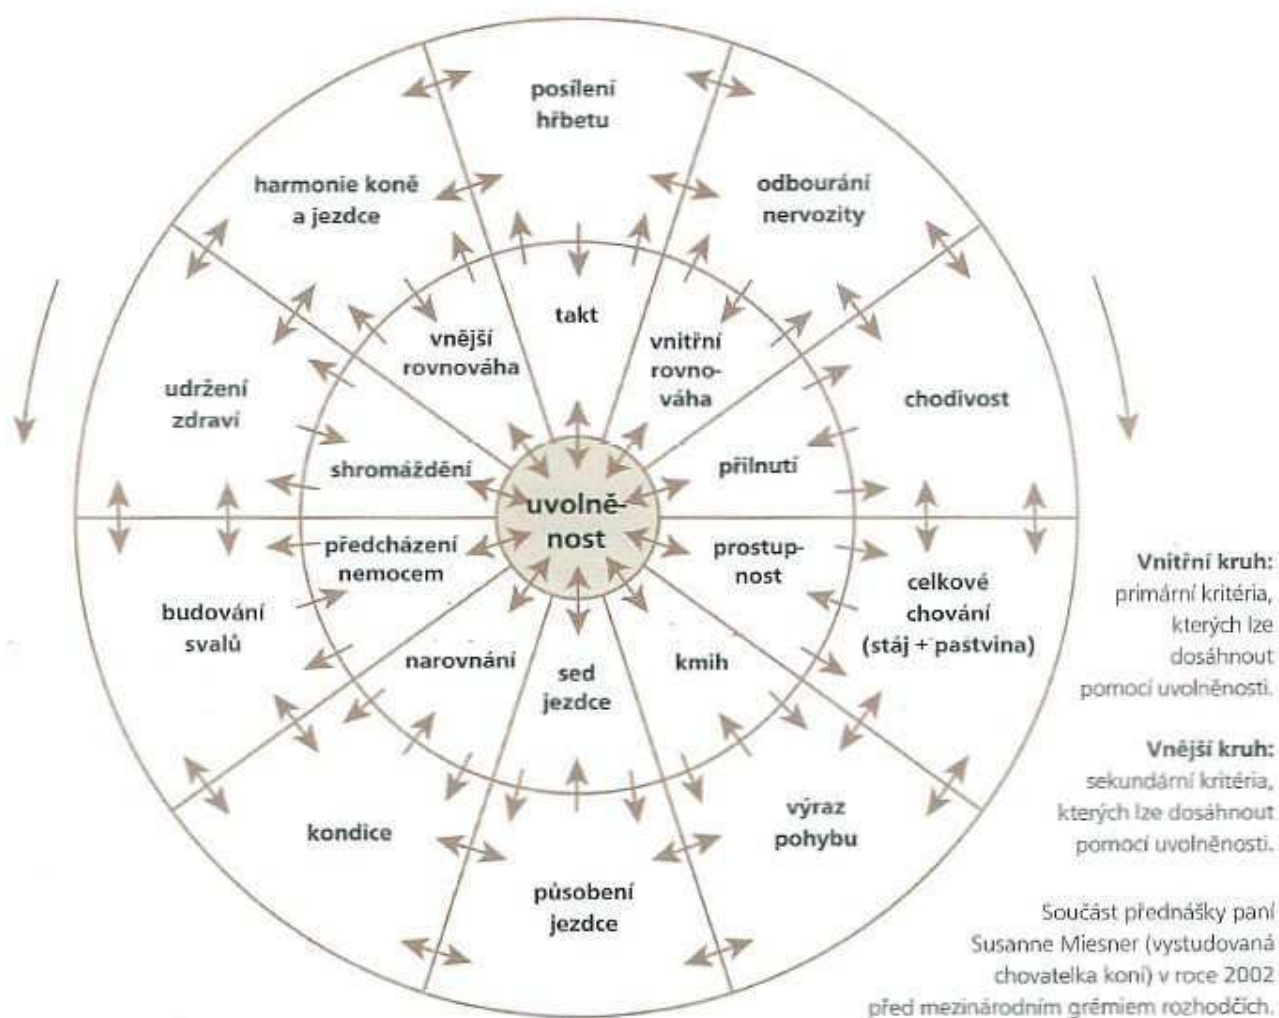 posílení
hřbetu
odbourání
nervozity
chodivost
celkové
chování
(stáj + pastvina)
výraz
pohybu
působení
jezdce
kondice
budování
svalů
udržení
zdraví
harmonie koně
a jezdce
takt
vnitřní
rovno-
váha
přilnutí
prostup-
nost
kmih
sed
jezdce
narovnání
předcházení
nemocem
shromáždění
vnější
rovnováha
uvolně-
nost
Vnitřní kruh:
primární kritéria,
kterých lze
dosáhnout
pomocí uvolněnosti.
Vnější kruh:
sekundární kritéria,
kterých lze dosáhnout
pomocí uvolněnosti.
Součást přednášky paní
Susanne Miesner (vystudovaná
chovatelka koní) v roce 2002
před mezinárodním grémiem rozhodčích.